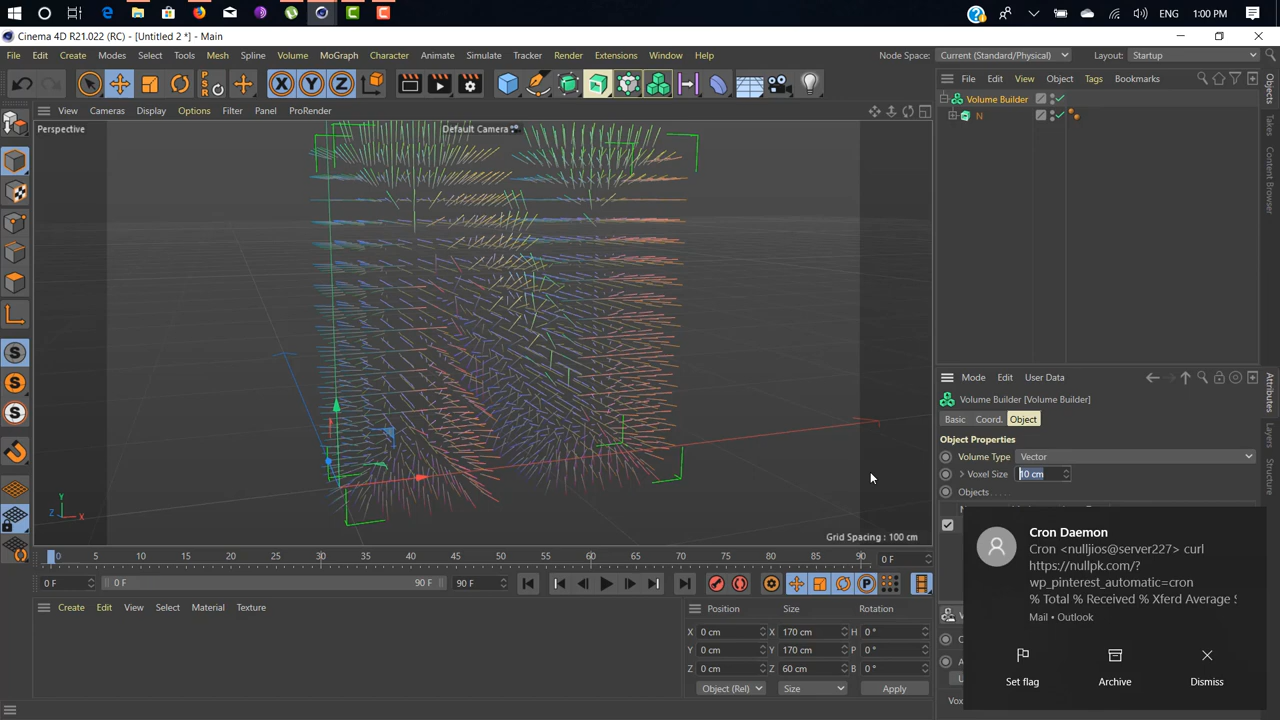 ENG
1:00 PM
Cinema 4D R21.022 (RC) - [Untitled 2 *] - Main
File Edit Create Modes Select Tools Mesh Spline Volume MoGraph Character Animate Simulate Tracker Render Extensions Window Help
Node Space: Current (Standard/Physical) Layout: Startup
P S R
X Y Z
File Edit View Object Tags Bookmarks
View Cameras Display Options Filter Panel ProRender
Perspective
Default Camera
Volume Builder
N
Objects
Takes
Content Browser
Mode Edit User Data
Volume Builder [Volume Builder]
Basic Coord. Object
Object Properties
Volume Type Vector
Voxel Size 10 cm
Objects . . . .
Attributes
Layers
Structure
Y
Z X
Grid Spacing : 100 cm
Cron Daemon
Cron <nulljios@server227> curl
https://nullpk.com/?
wp_pinterest_automatic=cron
% Total % Received % Xferd Average S
Mail • Outlook
Set flag Archive Dismiss
0 5 10 15 20 25 30 35 40 45 50 55 60 65 70 75 80 85 90 0 F
0 F 0 F 90 F 90 F
Create Edit View Select Material Texture
Position Size Rotation
X 0 cm X 170 cm H 0 °
Y 0 cm Y 170 cm P 0 °
Z 0 cm Z 60 cm B 0 °
Object (Rel) Size Apply